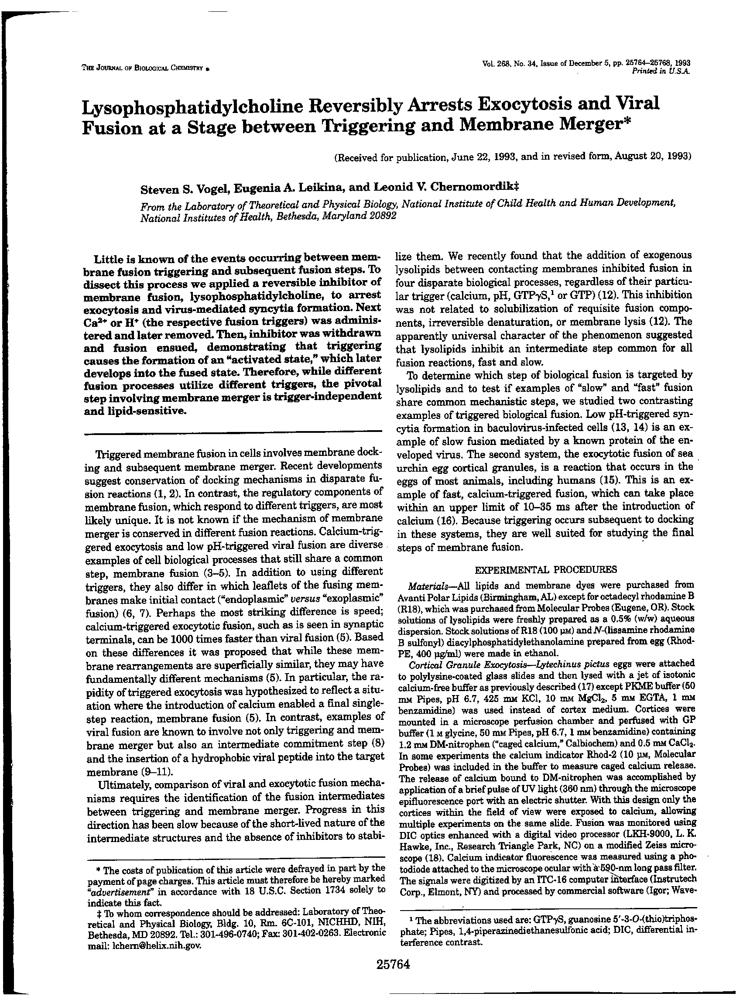 THE JOURNAL OF BIOLOGICAL CHEMISTRY
Vol. 268, No. 34, Issue of December 5, pp. 25764–25768, 1993
Printed in U.S.A.
Lysophosphatidylcholine Reversibly Arrests Exocytosis and Viral
Fusion at a Stage between Triggering and Membrane Merger*
(Received for publication, June 22, 1993, and in revised form, August 20, 1993)
Steven S. Vogel, Eugenia A. Leikina, and Leonid V. Chernomordik‡
From the Laboratory of Theoretical and Physical Biology, National Institute of Child Health and Human Development,
National Institutes of Health, Bethesda, Maryland 20892
Little is known of the events occurring between mem-
brane fusion triggering and subsequent fusion steps. To
dissect this process we applied a reversible inhibitor of
membrane fusion, lysophosphatidylcholine, to arrest
exocytosis and virus-mediated syncytia formation. Next
Ca²⁺ or H⁺ (the respective fusion triggers) was adminis-
tered and later removed. Then, inhibitor was withdrawn
and fusion ensued, demonstrating that triggering
causes the formation of an “activated state,” which later
develops into the fused state. Therefore, while different
fusion processes utilize different triggers, the pivotal
step involving membrane merger is trigger-independent
and lipid-sensitive.
Triggered membrane fusion in cells involves membrane dock-
ing and subsequent membrane merger. Recent developments
suggest conservation of docking mechanisms in disparate fu-
sion reactions (1, 2). In contrast, the regulatory components of
membrane fusion, which respond to different triggers, are most
likely unique. It is not known if the mechanism of membrane
merger is conserved in different fusion reactions. Calcium-trig-
gered exocytosis and low pH-triggered viral fusion are diverse
examples of cell biological processes that still share a common
step, membrane fusion (3–5). In addition to using different
triggers, they also differ in which leaflets of the fusing mem-
branes make initial contact (“endoplasmic” versus “exoplasmic”
fusion) (6, 7). Perhaps the most striking difference is speed;
calcium-triggered exocytotic fusion, such as is seen in synaptic
terminals, can be 1000 times faster than viral fusion (5). Based
on these differences it was proposed that while these mem-
brane rearrangements are superficially similar, they may have
fundamentally different mechanisms (5). In particular, the ra-
pidity of triggered exocytosis was hypothesized to reflect a situ-
ation where the introduction of calcium enabled a final single-
step reaction, membrane fusion (5). In contrast, examples of
viral fusion are known to involve not only triggering and mem-
brane merger but also an intermediate commitment step (8)
and the insertion of a hydrophobic viral peptide into the target
membrane (9–11).
Ultimately, comparison of viral and exocytotic fusion mecha-
nisms requires the identification of the fusion intermediates
between triggering and membrane merger. Progress in this
direction has been slow because of the short-lived nature of the
intermediate structures and the absence of inhibitors to stabi-
* The costs of publication of this article were defrayed in part by the
payment of page charges. This article must therefore be hereby marked
“advertisement” in accordance with 18 U.S.C. Section 1734 solely to
indicate this fact.
‡ To whom correspondence should be addressed: Laboratory of Theo-
retical and Physical Biology, Bldg. 10, Rm. 6C-101, NICHHD, NIH,
Bethesda, MD 20892. Tel.: 301-496-0740; Fax: 301-402-0263. Electronic
mail: lchern@helix.nih.gov.
lize them. We recently found that the addition of exogenous
lysolipids between contacting membranes inhibited fusion in
four disparate biological processes, regardless of their particu-
lar trigger (calcium, pH, GTPγS,¹ or GTP) (12). This inhibition
was not related to solubilization of requisite fusion compo-
nents, irreversible denaturation, or membrane lysis (12). The
apparently universal character of the phenomenon suggested
that lysolipids inhibit an intermediate step common for all
fusion reactions, fast and slow.
To determine which step of biological fusion is targeted by
lysolipids and to test if examples of “slow” and “fast” fusion
share common mechanistic steps, we studied two contrasting
examples of triggered biological fusion. Low pH-triggered syn-
cytia formation in baculovirus-infected cells (13, 14) is an ex-
ample of slow fusion mediated by a known protein of the en-
veloped virus. The second system, the exocytotic fusion of sea
urchin egg cortical granules, is a reaction that occurs in the
eggs of most animals, including humans (15). This is an ex-
ample of fast, calcium-triggered fusion, which can take place
within an upper limit of 10–35 ms after the introduction of
calcium (16). Because triggering occurs subsequent to docking
in these systems, they are well suited for studying the final
steps of membrane fusion.
EXPERIMENTAL PROCEDURES
Materials—All lipids and membrane dyes were purchased from
Avanti Polar Lipids (Birmingham, AL) except for octadecyl rhodamine B
(R18), which was purchased from Molecular Probes (Eugene, OR). Stock
solutions of lysolipids were freshly prepared as a 0.5% (w/w) aqueous
dispersion. Stock solutions of R18 (100 μM) and N-(lissamine rhodamine
B sulfonyl) diacylphosphatidylethanolamine prepared from egg (Rhod-
PE, 400 μg/ml) were made in ethanol.
Cortical Granule Exocytosis—Lytechinus pictus eggs were attached
to polylysine-coated glass slides and then lysed with a jet of isotonic
calcium-free buffer as previously described (17) except PKME buffer (50
mM Pipes, pH 6.7, 425 mM KCl, 10 mM MgCl₂, 5 mM EGTA, 1 mM
benzamidine) was used instead of cortex medium. Cortices were
mounted in a microscope perfusion chamber and perfused with GP
buffer (1 M glycine, 50 mM Pipes, pH 6.7, 1 mM benzamidine) containing
1.2 mM DM-nitrophen (“caged calcium,” Calbiochem) and 0.5 mM CaCl₂.
In some experiments the calcium indicator Rhod-2 (10 μM, Molecular
Probes) was included in the buffer to measure caged calcium release.
The release of calcium bound to DM-nitrophen was accomplished by
application of a brief pulse of UV light (360 nm) through the microscope
epifluorescence port with an electric shutter. With this design only the
cortices within the field of view were exposed to calcium, allowing
multiple experiments on the same slide. Fusion was monitored using
DIC optics enhanced with a digital video processor (LKH-9000, L. K.
Hawke, Inc., Research Triangle Park, NC) on a modified Zeiss micro-
scope (18). Calcium indicator fluorescence was measured using a pho-
todiode attached to the microscope ocular with a 590-nm long pass filter.
The signals were digitized by an ITC-16 computer interface (Instrutech
Corp., Elmont, NY) and processed by commercial software (Igor; Wave-
¹ The abbreviations used are: GTPγS, guanosine 5′-3-O-(thio)triphos-
phate; Pipes, 1,4-piperazinediethanesulfonic acid; DIC, differential in-
terference contrast.
25764